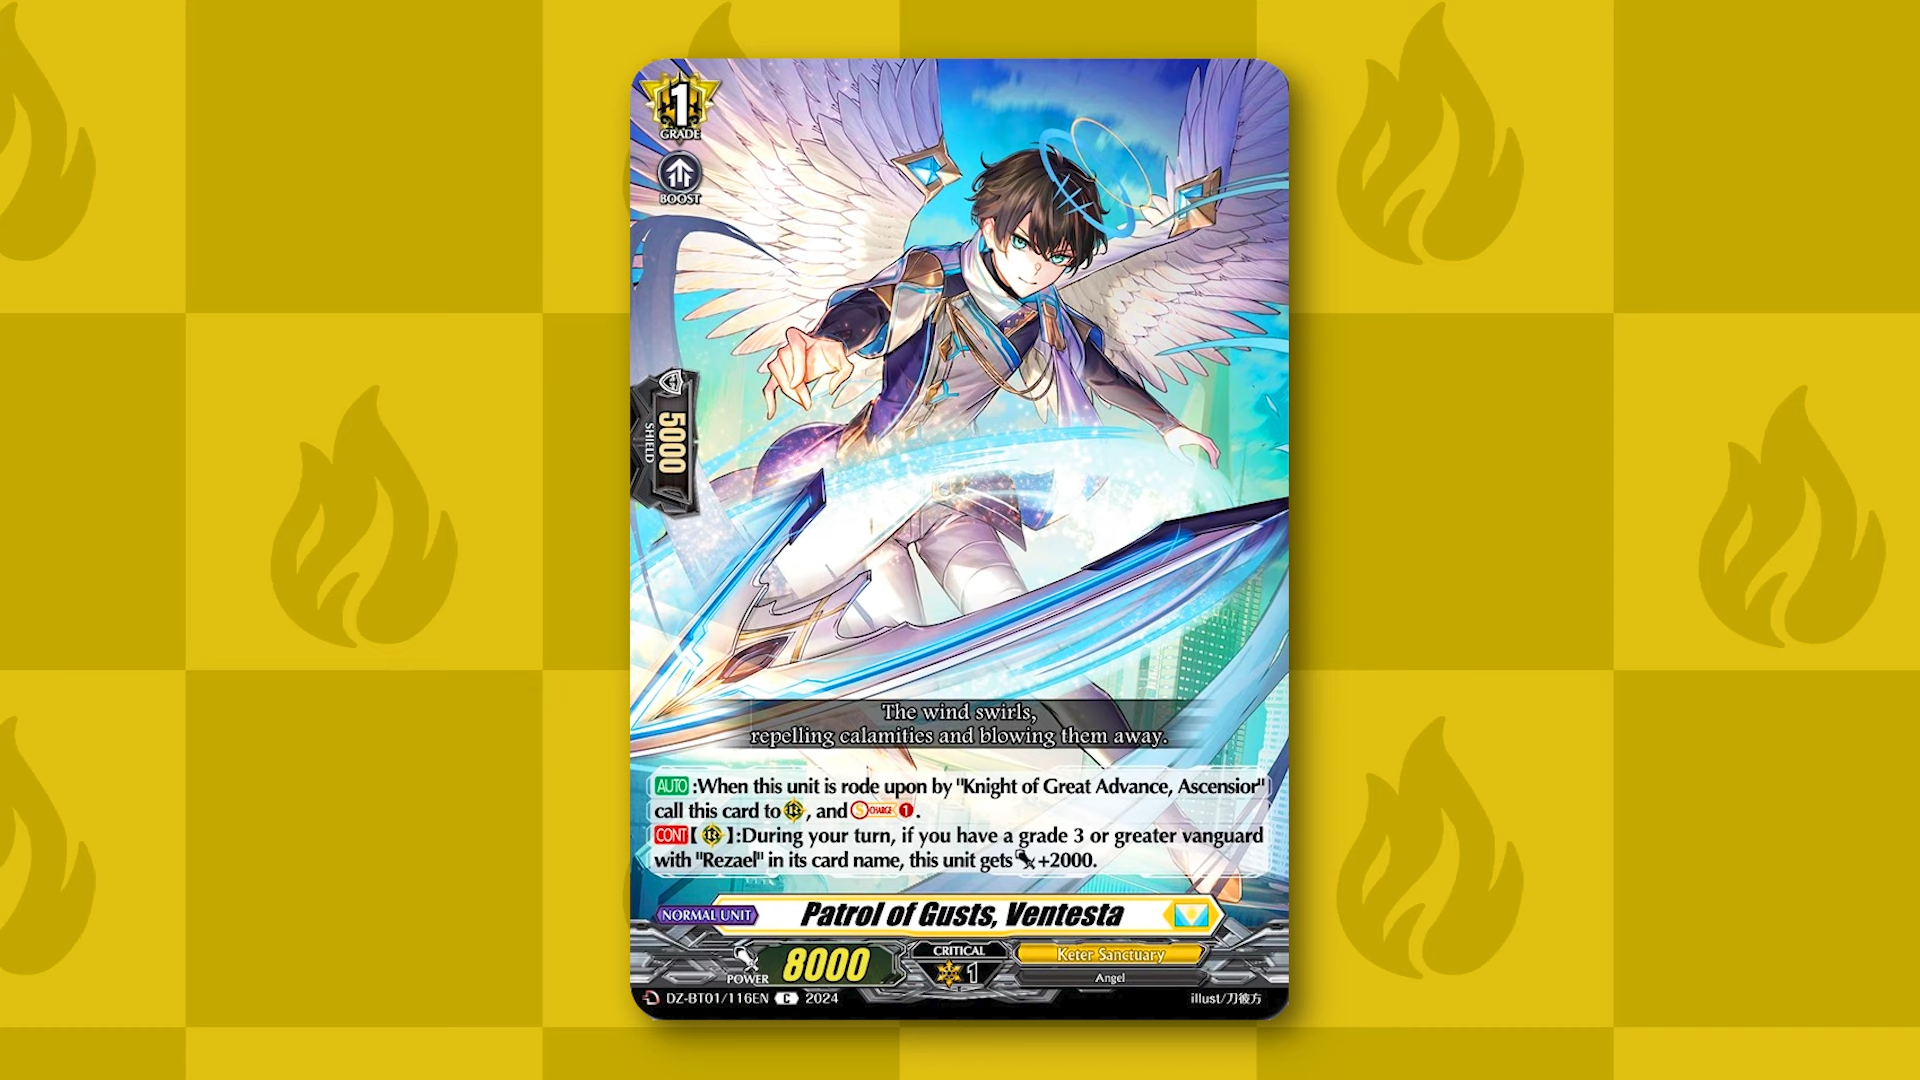 1
GRADE
BOOST
5000
SHIELD
The wind swirls,
repelling calamities and blowing them away.
AUTO:When this unit is rode upon by "Knight of Great Advance, Ascensior"
call this card to R, and S CHARGE 1.
CONT【R】:During your turn, if you have a grade 3 or greater vanguard
with "Rezael" in its card name, this unit gets +2000.
NORMAL UNIT
Patrol of Gusts, Ventesta
POWER 8000
CRITICAL
1
Keter Sanctuary
Angel
D DZ-BT01/116EN C 2024
illust/刀彼方